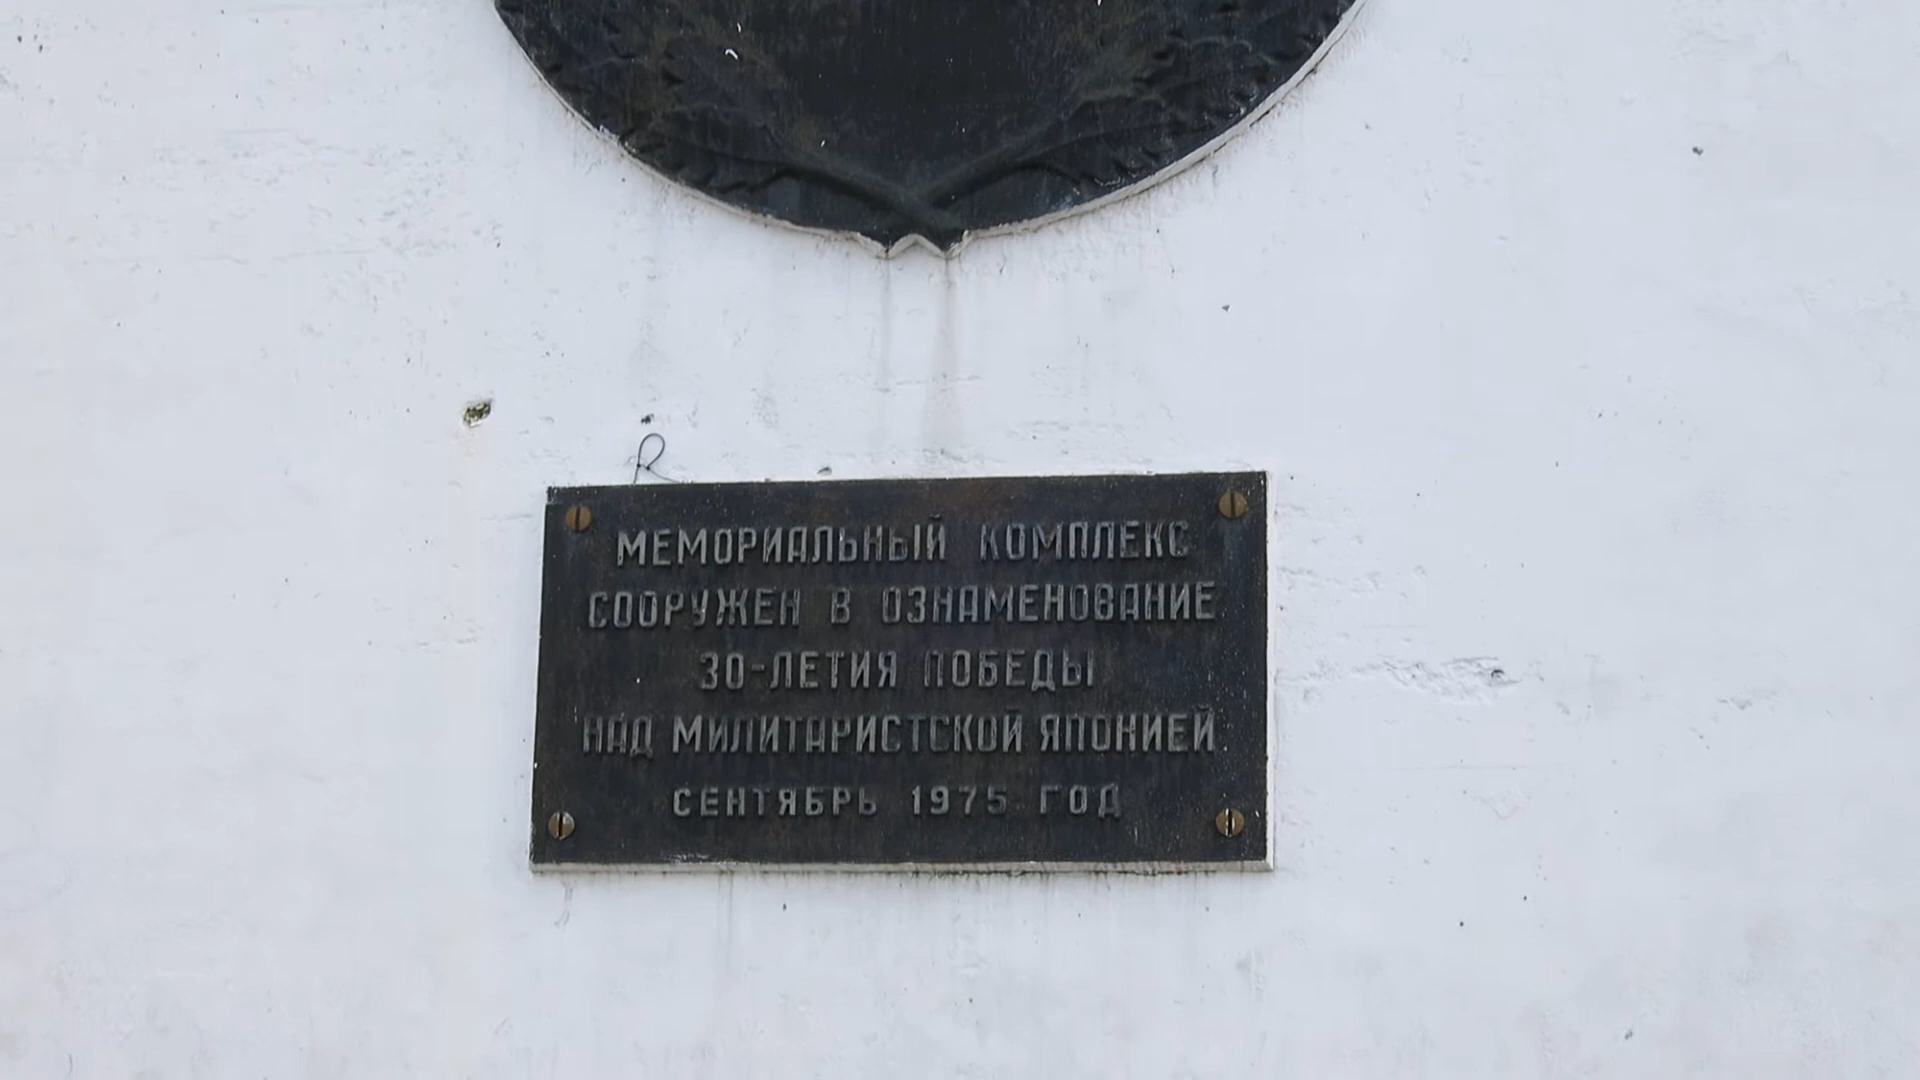 МЕМОРИАЛЬНЫЙ КОМПЛЕКС
СООРУЖЕН В ОЗНАМЕНОВАНИЕ
30-ЛЕТИЯ ПОБЕДЫ
НАД МИЛИТАРИСТСКОЙ ЯПОНИЕЙ.
СЕНТЯБРЬ 1975 ГОД